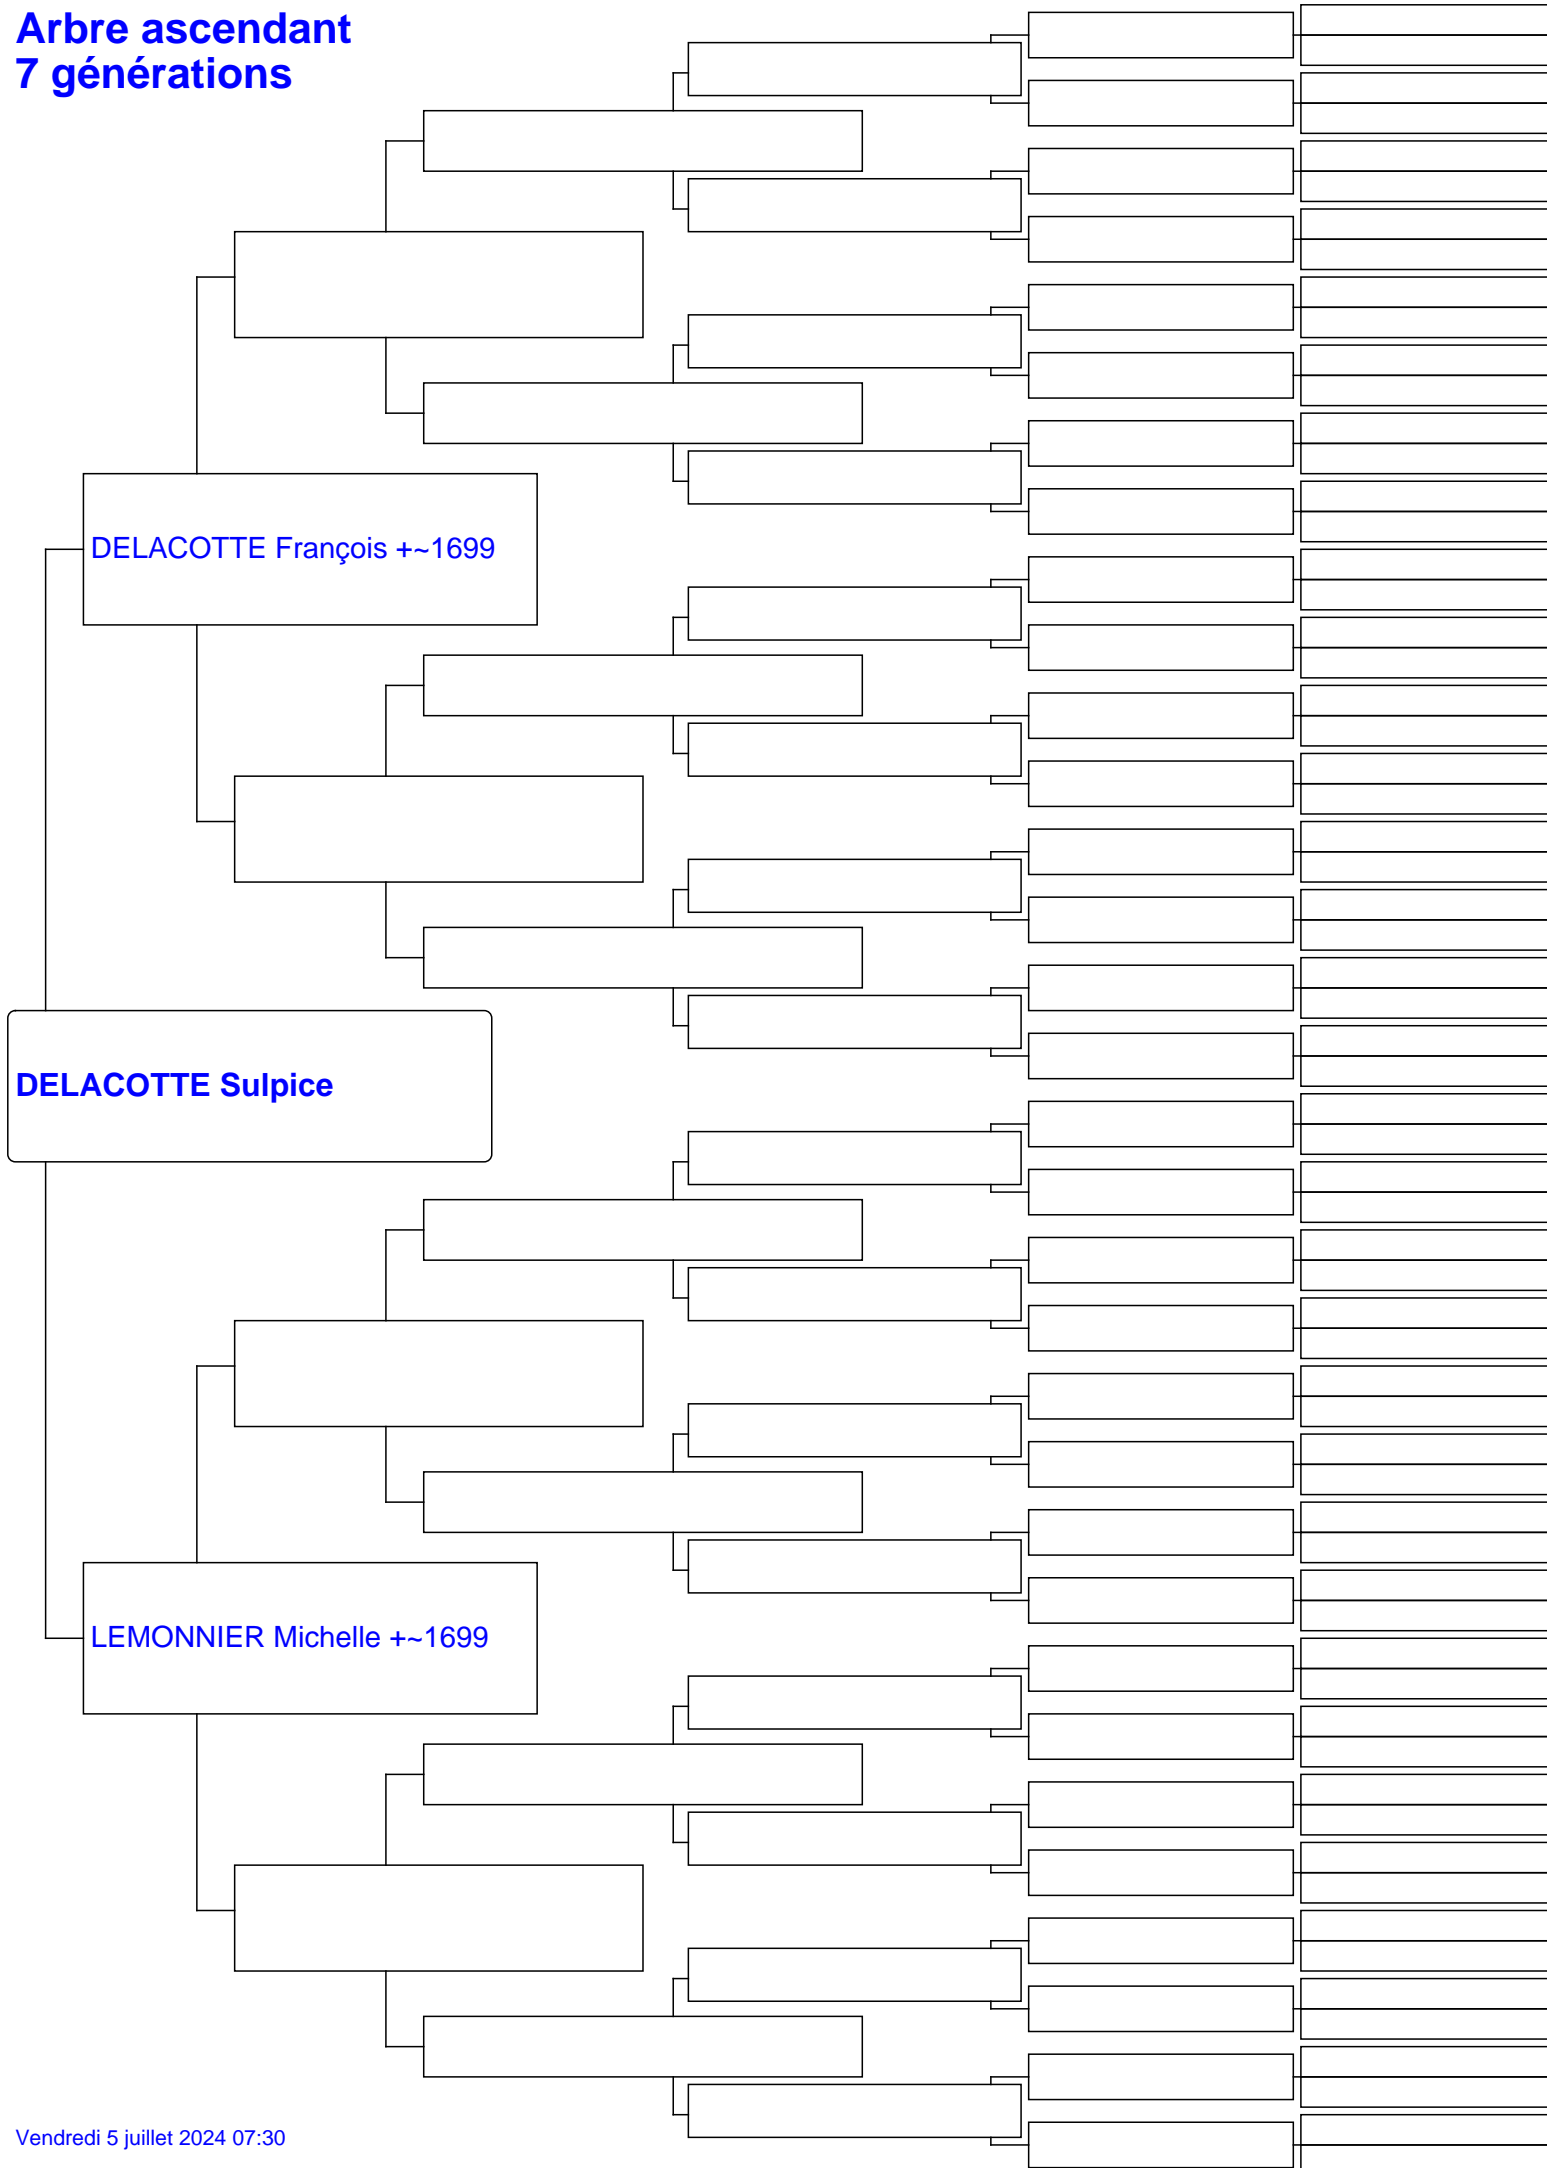 Arbre ascendant
7 générations
DELACOTTE François +~1699
DELACOTTE Sulpice
LEMONNIER Michelle +~1699
Vendredi 5 juillet 2024 07:30